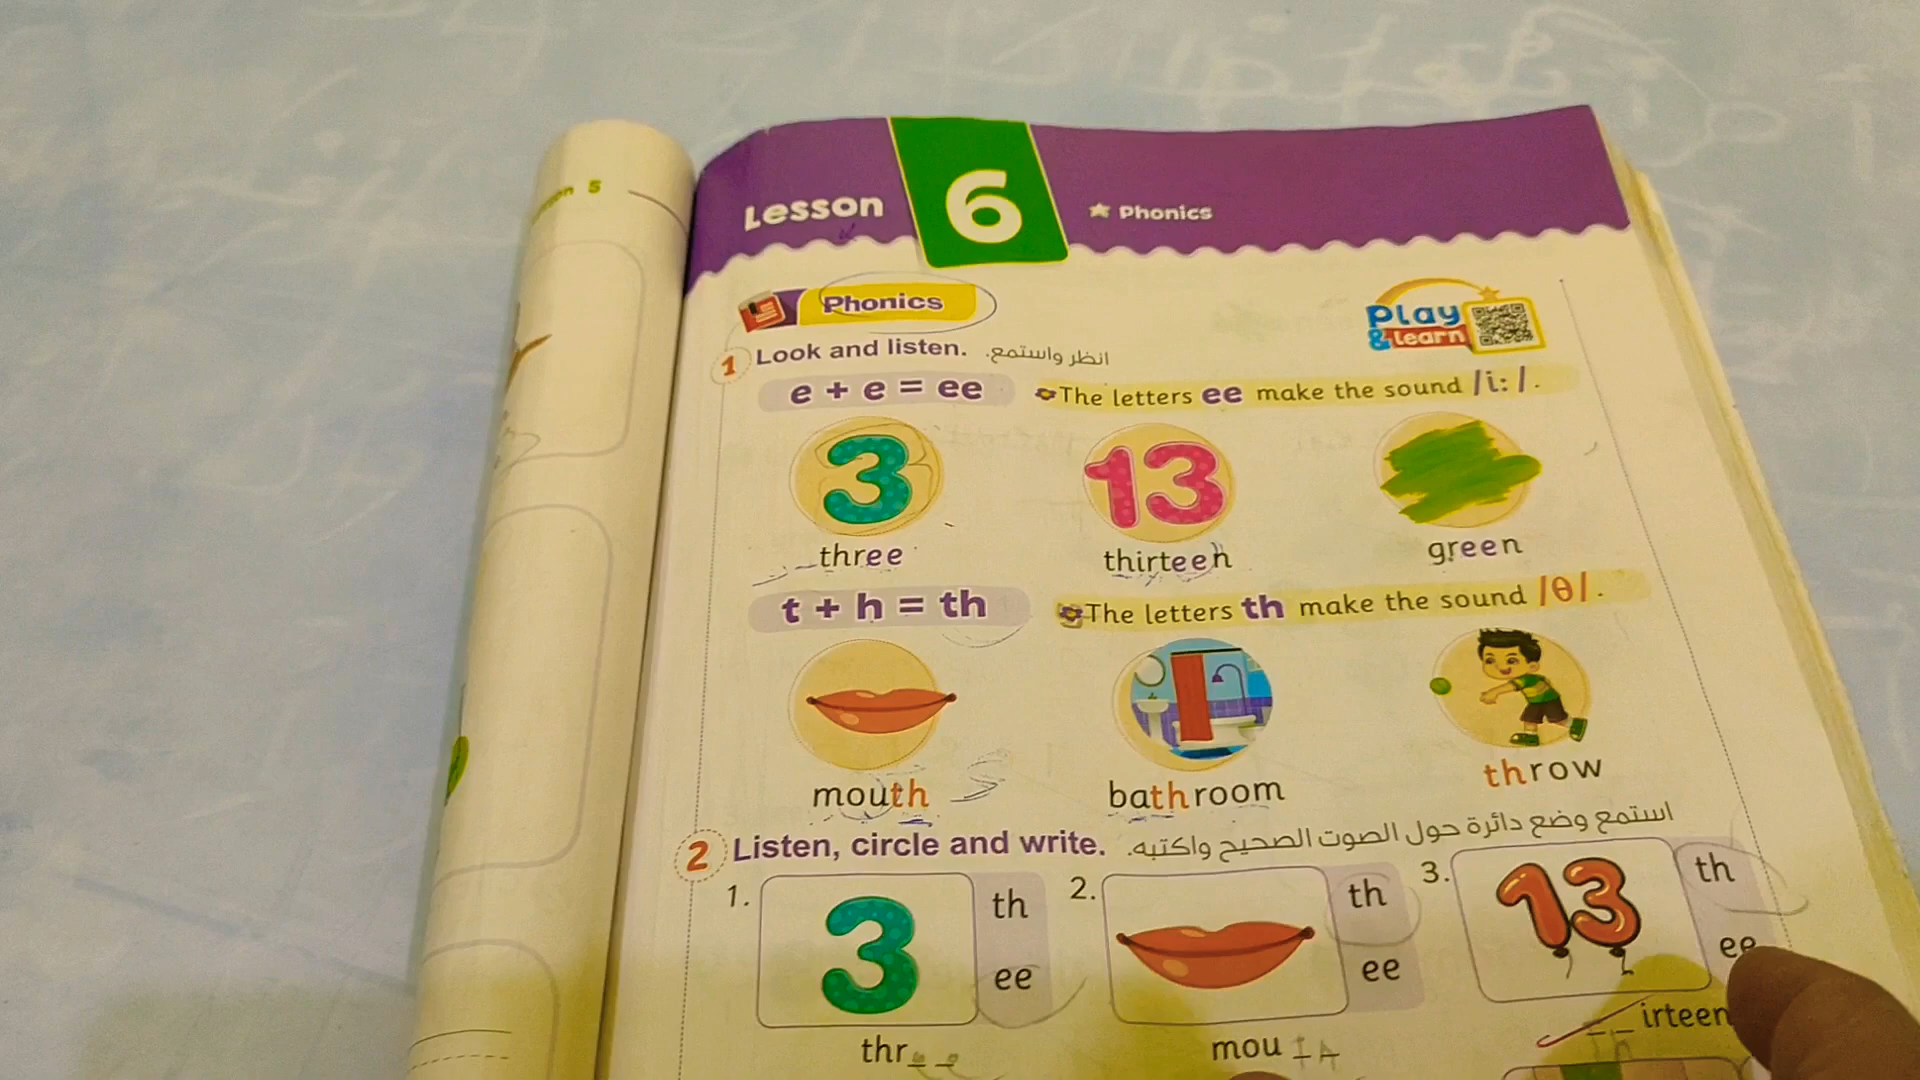 Lesson 6 Phonics
Phonics
Play & Learn
1 Look and listen. انظر واستمع.
e + e = ee The letters ee make the sound /i:/.
3 13
three thirteen green
t + h = th The letters th make the sound /θ/.
mouth bathroom throw
2 Listen, circle and write. استمع وضع دائرة حول الصوت الصحيح واكتبه.
1. 3 th ee 2. th ee 3. 13 th ee
thr e e mou t h th irteen